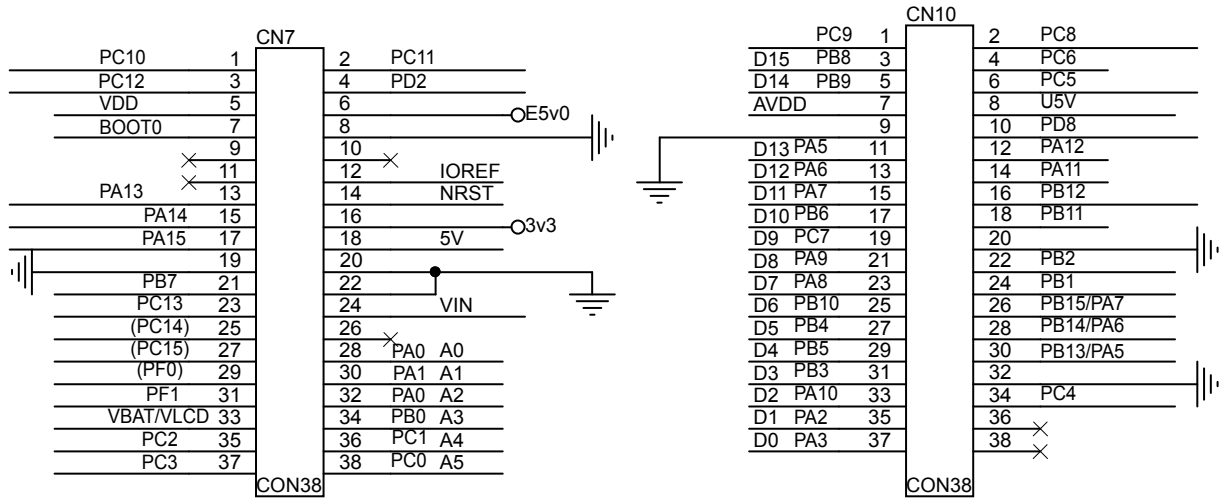 CN7
PC10 1 2 PC11
PC12 3 4 PD2
VDD 5 6 E5v0
BOOT0 7 8
9 10
11 12 IOREF
PA13 13 14 NRST
PA14 15 16 3v3
PA15 17 18 5V
19 20
PB7 21 22
PC13 23 24 VIN
(PC14) 25 26
(PC15) 27 28 PA0 A0
(PF0) 29 30 PA1 A1
PF1 31 32 PA0 A2
VBAT/VLCD 33 34 PB0 A3
PC2 35 36 PC1 A4
PC3 37 38 PC0 A5
CON38
CN10
PC9 1 2 PC8
D15 PB8 3 4 PC6
D14 PB9 5 6 PC5
AVDD 7 8 U5V
9 10 PD8
D13 PA5 11 12 PA12
D12 PA6 13 14 PA11
D11 PA7 15 16 PB12
D10 PB6 17 18 PB11
D9 PC7 19 20
D8 PA9 21 22 PB2
D7 PA8 23 24 PB1
D6 PB10 25 26 PB15/PA7
D5 PB4 27 28 PB14/PA6
D4 PB5 29 30 PB13/PA5
D3 PB3 31 32
D2 PA10 33 34 PC4
D1 PA2 35 36
D0 PA3 37 38
CON38